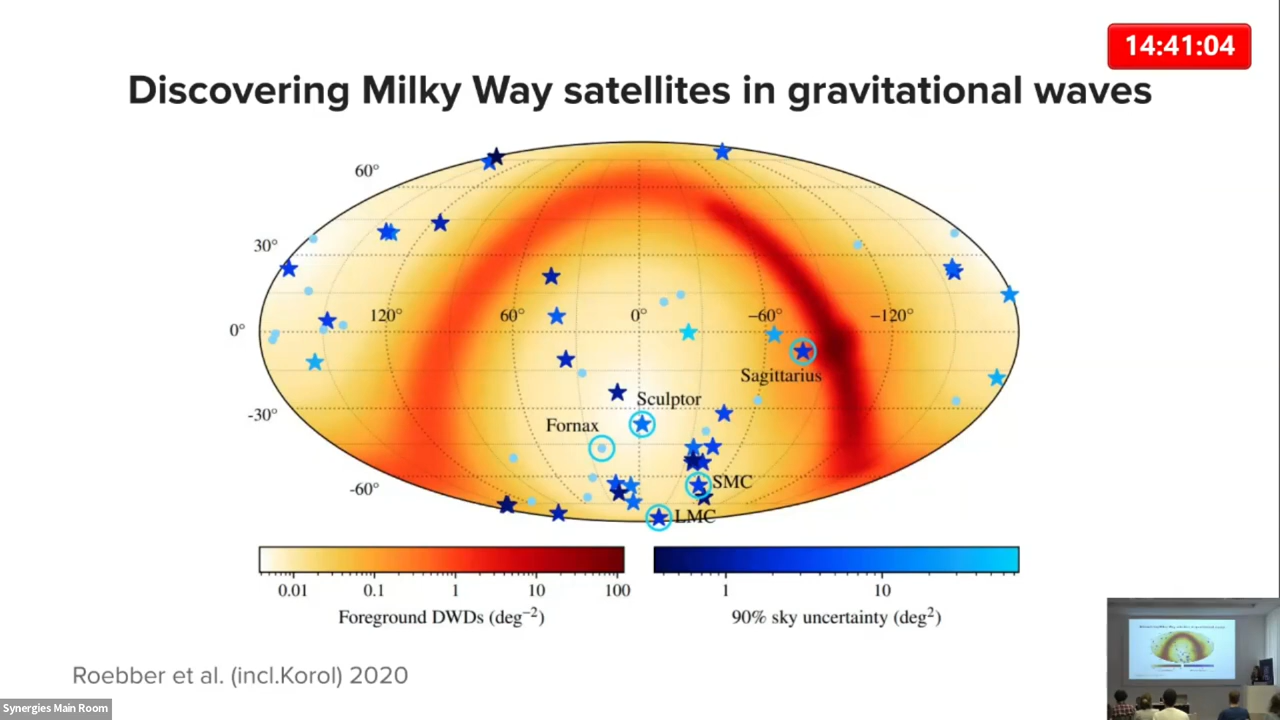 14:41:04
Discovering Milky Way satellites in gravitational waves
60°
30°
0°
-30°
-60°
120°
60°
0°
−60°
−120°
Sagittarius
Sculptor
Fornax
SMC
LMC
0.01 0.1 1 10 100
Foreground DWDs (deg⁻²)
1 10
90% sky uncertainty (deg²)
Roebber et al. (incl.Korol) 2020
Synergies Main Room